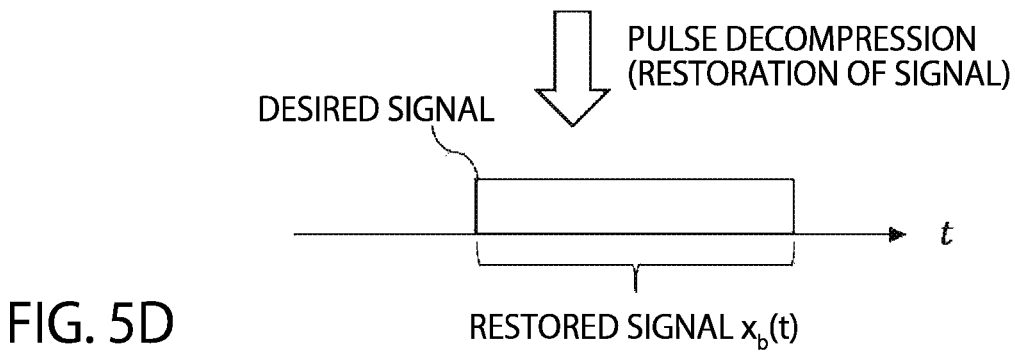 PULSE DECOMPRESSION
(RESTORATION OF SIGNAL)
DESIRED SIGNAL
t
RESTORED SIGNAL x_b(t)
FIG. 5D